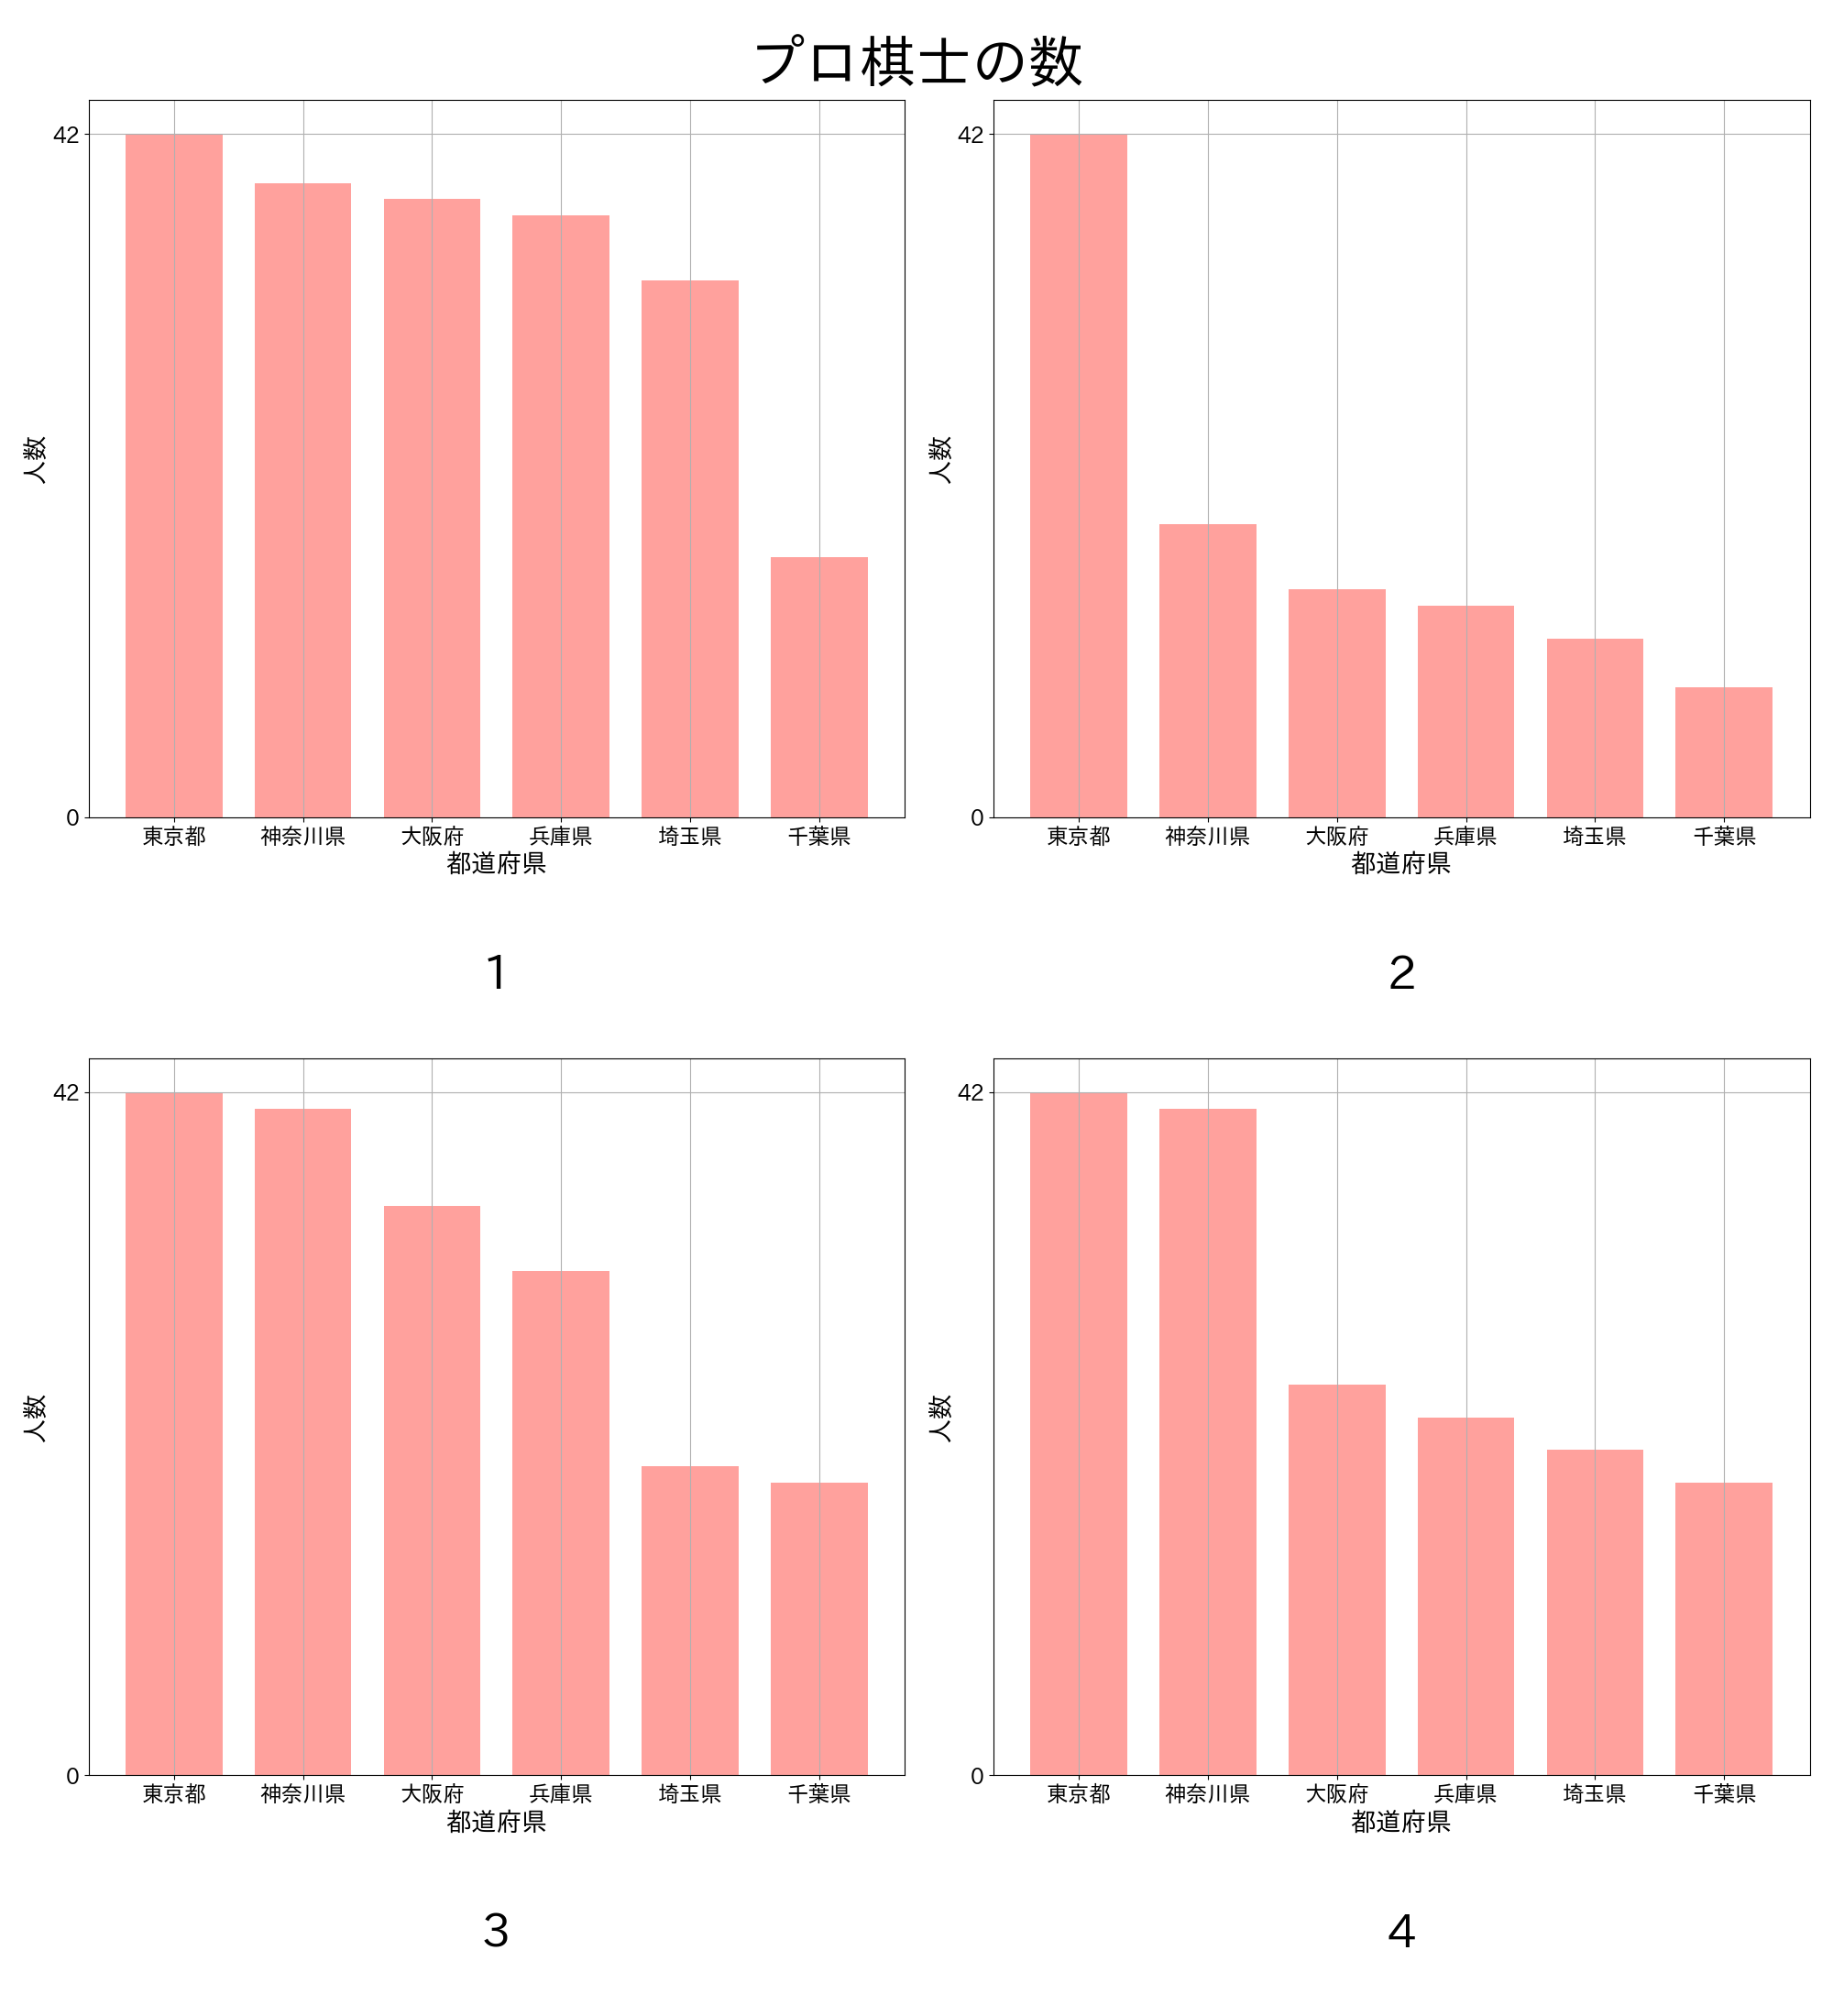 プロ棋士の数
42
0
人数
東京都 神奈川県 大阪府 兵庫県 埼玉県 千葉県
都道府県
1
42
0
人数
東京都 神奈川県 大阪府 兵庫県 埼玉県 千葉県
都道府県
2
42
0
人数
東京都 神奈川県 大阪府 兵庫県 埼玉県 千葉県
都道府県
3
42
0
人数
東京都 神奈川県 大阪府 兵庫県 埼玉県 千葉県
都道府県
4